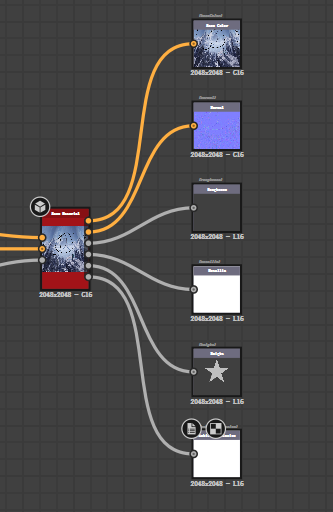 Base Color
2048x2048 - C16
Normal
2048x2048 - C16
Roughness
2048x2048 - L16
Base Material
2048x2048 - C16
Metallic
2048x2048 - L16
Height
2048x2048 - L16
2048x2048 - L16